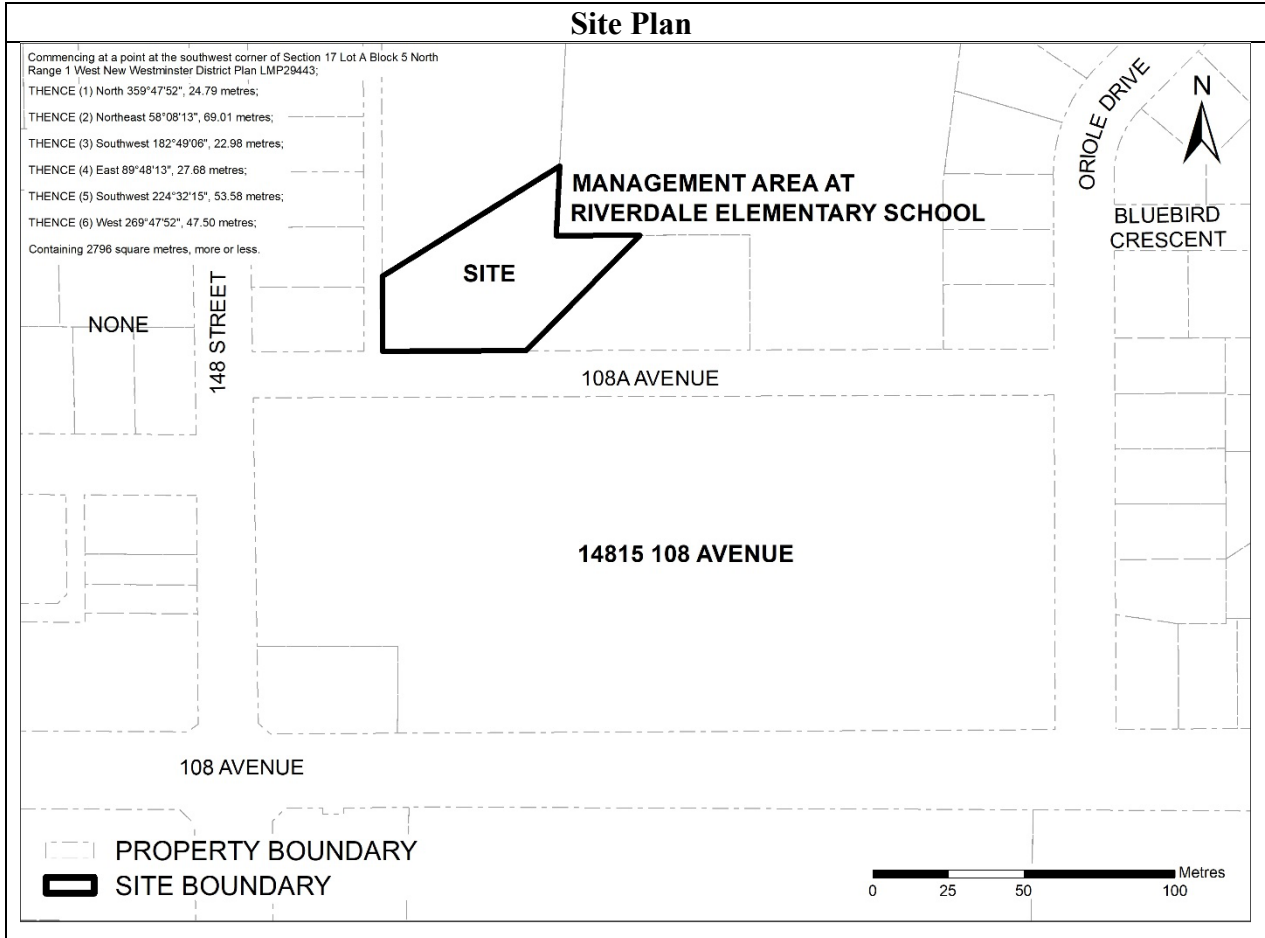 Site Plan
Commencing at a point at the southwest corner of Section 17 Lot A Block 5 North
Range 1 West New Westminster District Plan LMP29443;
THENCE (1) North 359°47'52", 24.79 metres;
THENCE (2) Northeast 58°08'13", 69.01 metres;
THENCE (3) Southwest 182°49'06", 22.98 metres;
THENCE (4) East 89°48'13", 27.68 metres;
THENCE (5) Southwest 224°32'15", 53.58 metres;
THENCE (6) West 269°47'52", 47.50 metres;
Containing 2796 square metres, more or less.
N
ORIOLE DRIVE
MANAGEMENT AREA AT
RIVERDALE ELEMENTARY SCHOOL
BLUEBIRD
CRESCENT
SITE
NONE
148 STREET
108A AVENUE
14815 108 AVENUE
108 AVENUE
PROPERTY BOUNDARY
SITE BOUNDARY
Metres
0 25 50 100